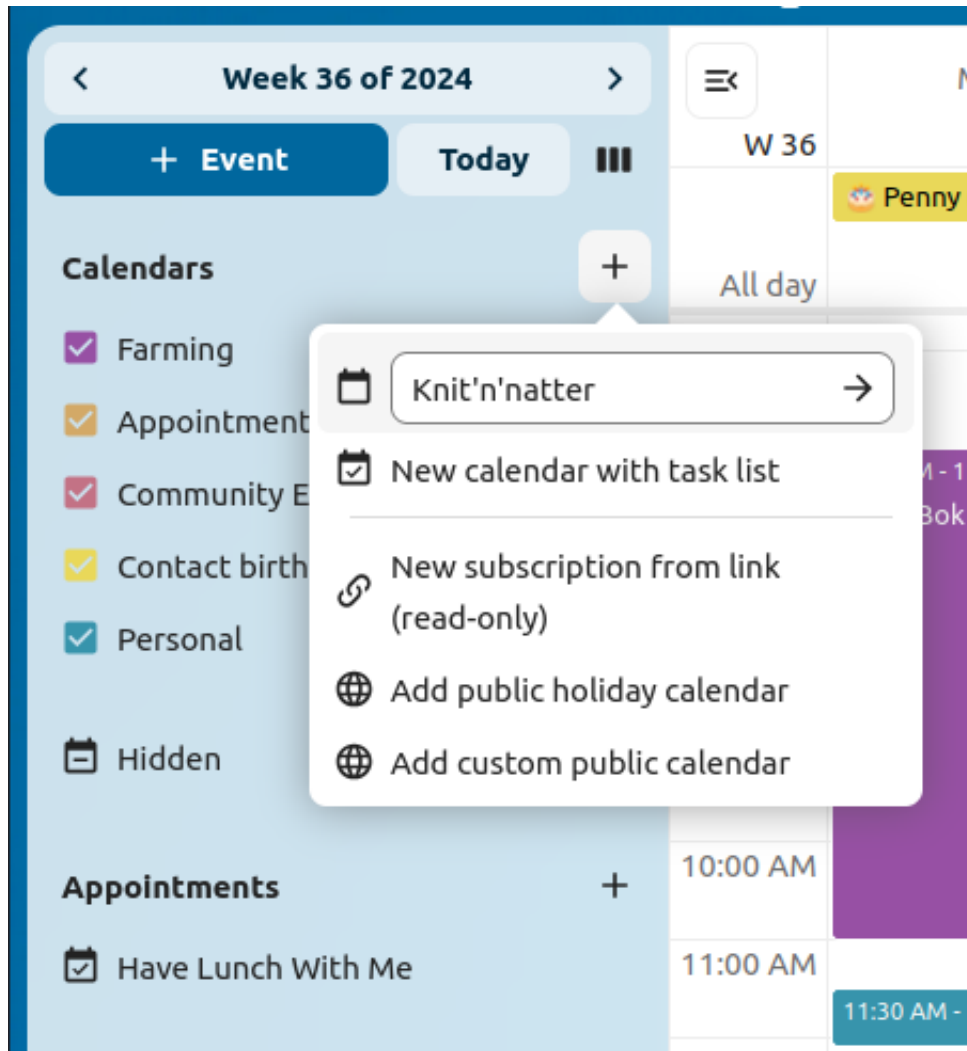 Week 36 of 2024
+ Event
Today
W 36
Penny
Calendars
All day
Farming
Appointment
Community E
Contact birth
Personal
Hidden
Knit'n'natter
New calendar with task list
New subscription from link
(read-only)
Add public holiday calendar
Add custom public calendar
M - 1
Bok
Appointments
Have Lunch With Me
10:00 AM
11:00 AM
11:30 AM -